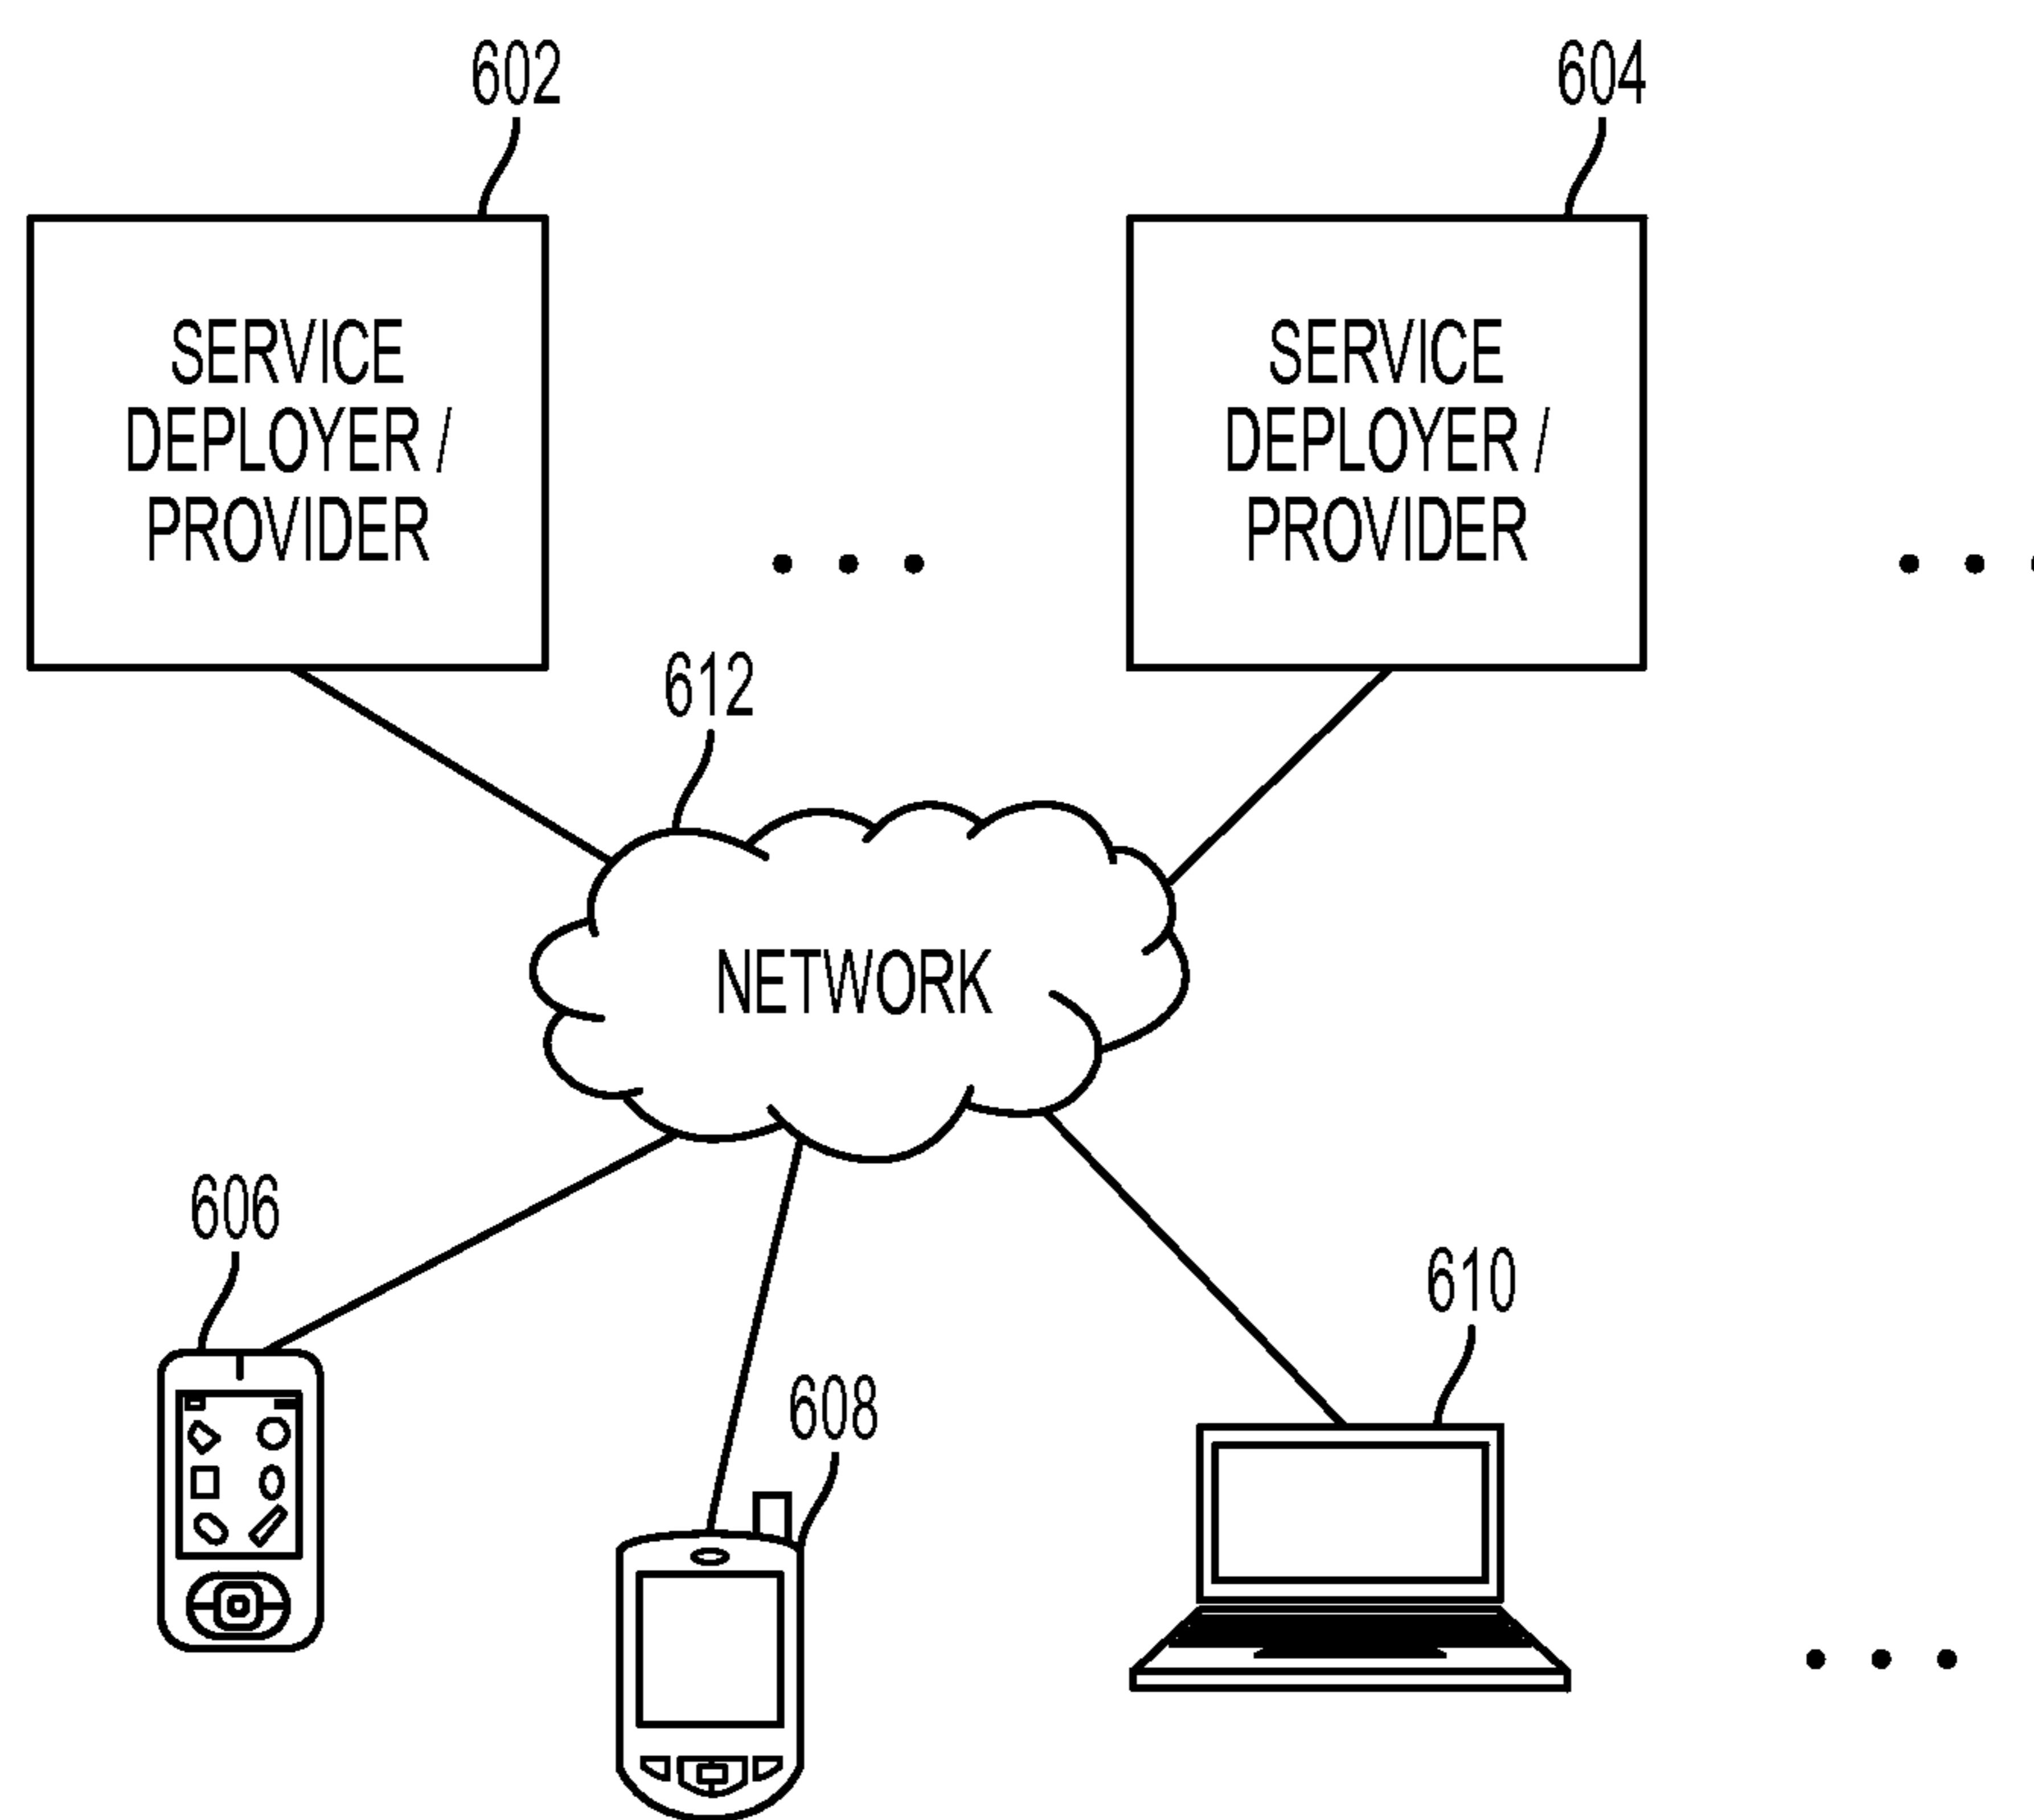 602
604
SERVICE
DEPLOYER /
PROVIDER
SERVICE
DEPLOYER /
PROVIDER
612
NETWORK
606
610
608